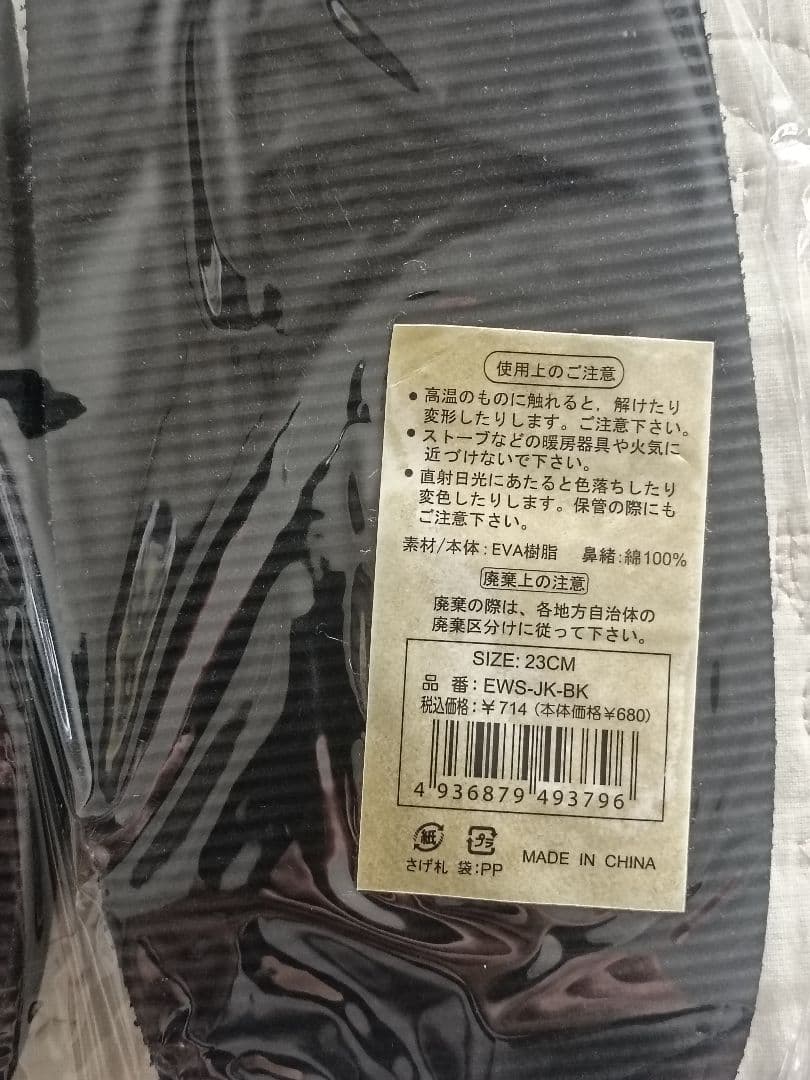 使用上のご注意
● 高温のものに触れると、解けたり
変形したりします。ご注意下さい。
● ストーブなどの暖房器具や火気に
近づけないで下さい。
● 直射日光にあたると色落ちしたり
変色したりします。保管の際にも
ご注意下さい。
素材/本体:EVA樹脂 鼻緒:綿100%
廃棄上の注意
廃棄の際は、各地方自治体の
廃棄区分けに従って下さい。
SIZE: 23CM
品 番:EWS-JK-BK
税込価格:¥714(本体価格¥680)
4 936879 493796
紙 プラ
さげ札 袋:PP MADE IN CHINA